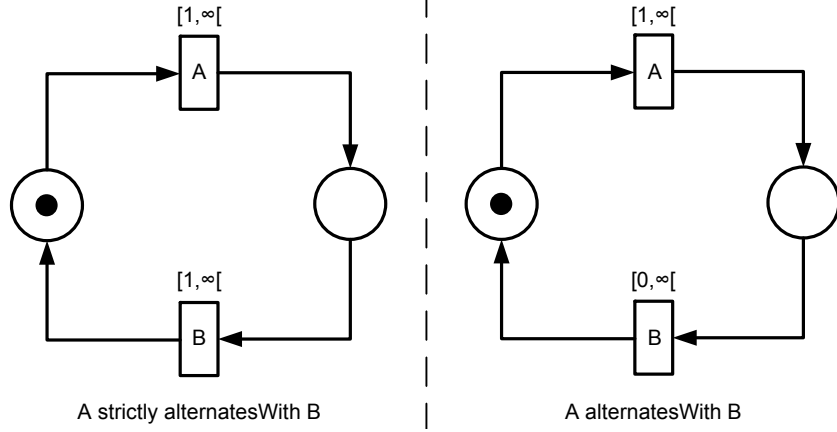 [1,∞[
A
[1,∞[
B
A strictly alternatesWith B
[1,∞[
A
[0,∞[
B
A alternatesWith B